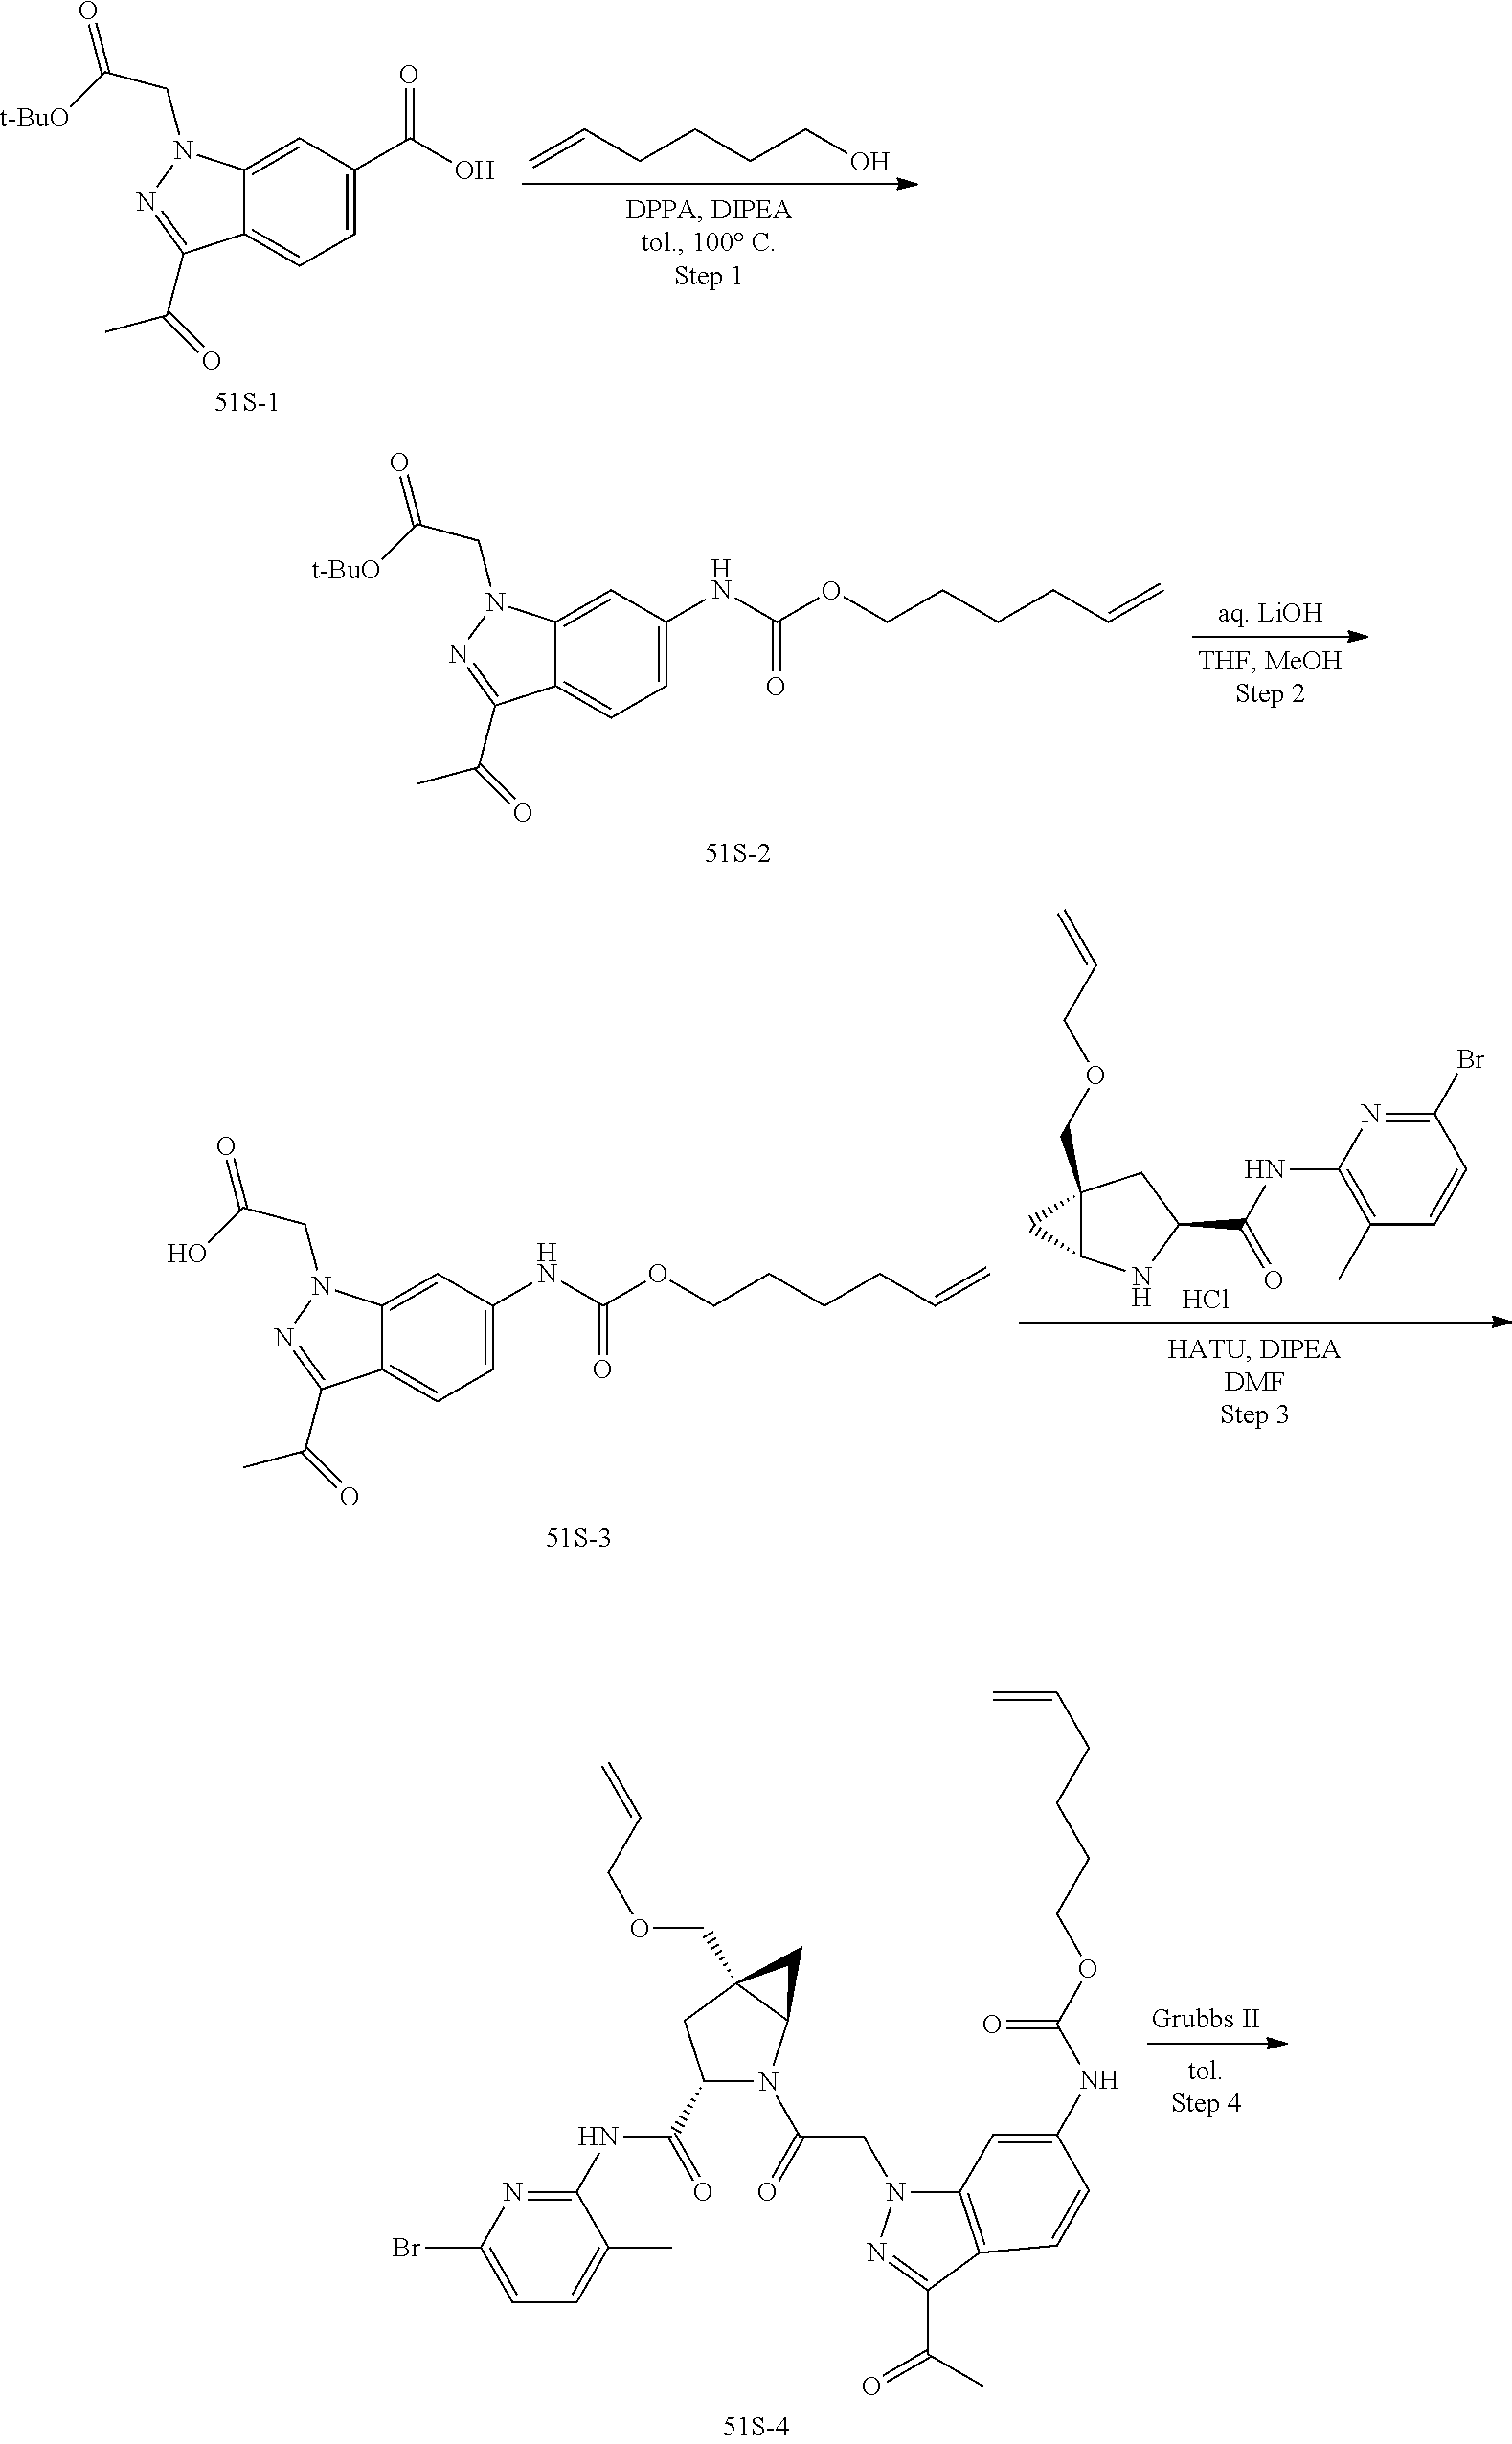 O
t-BuO
N
N
O
OH
O
51S-1
OH
DPPA, DIPEA
tol., 100° C.
Step 1
O
t-BuO
N
N
H
N
O
O
O
51S-2
aq. LiOH
THF, MeOH
Step 2
O
HO
N
N
H
N
O
O
O
51S-3
O
Br
N
HN
O
N
H
HCl
HATU, DIPEA
DMF
Step 3
O
O
O
NH
N
HN
O
O
N
N
N
Br
O
51S-4
Grubbs II
tol.
Step 4